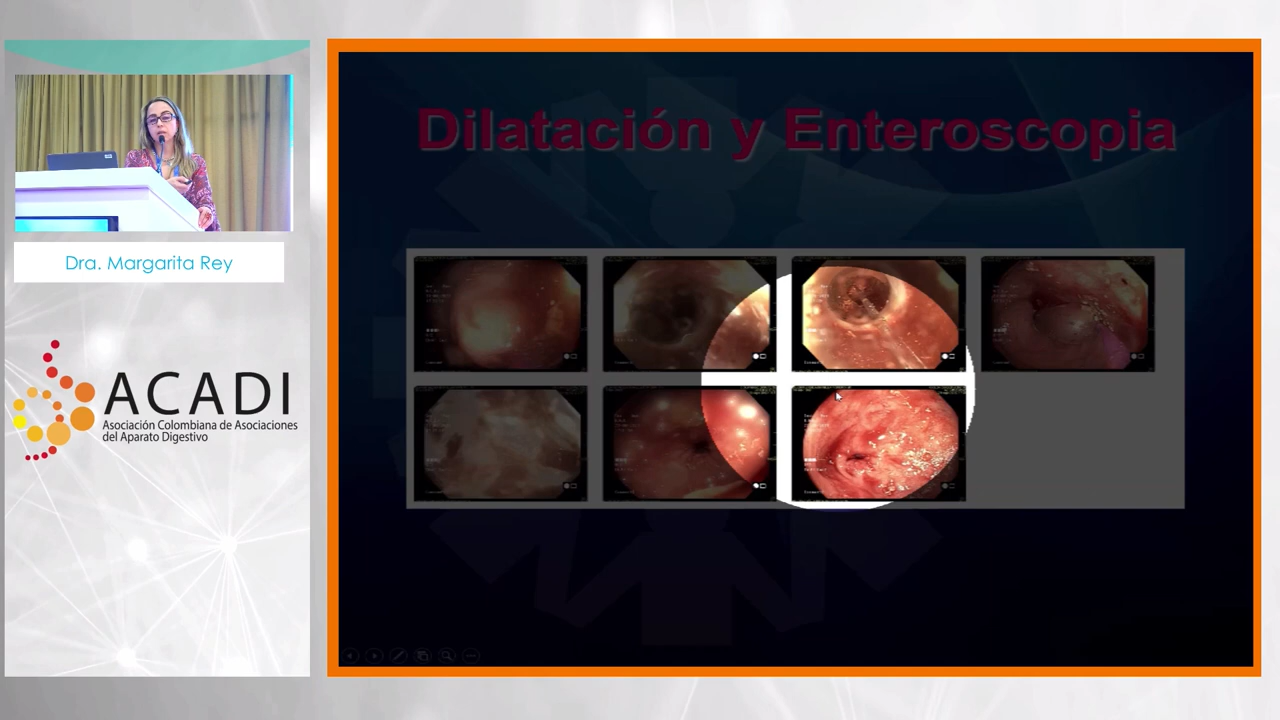 Dilatación y Enteroscopia
Dra. Margarita Rey
ACADI
Asociación Colombiana de Asociaciones
del Aparato Digestivo